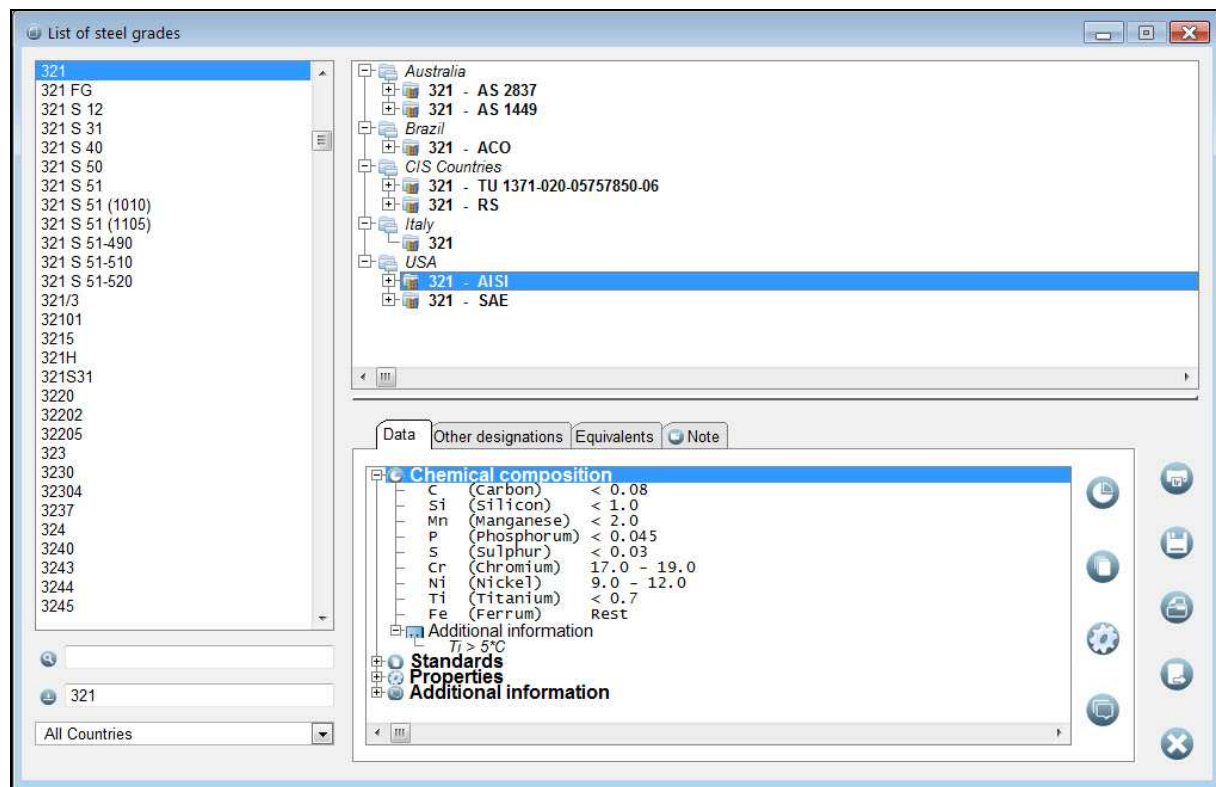 List of steel grades
321
321 FG
321 S 12
321 S 31
321 S 40
321 S 50
321 S 51
321 S 51 (1010)
321 S 51 (1105)
321 S 51-490
321 S 51-510
321 S 51-520
321/3
32101
3215
321H
321S31
3220
32202
32205
323
3230
32304
3237
324
3240
3243
3244
3245
321
All Countries
Australia
321 - AS 2837
321 - AS 1449
Brazil
321 - ACO
CIS Countries
321 - TU 1371-020-05757850-06
321 - RS
Italy
321
USA
321 - AISI
321 - SAE
Data Other designations Equivalents Note
Chemical composition
C (Carbon) < 0.08
Si (Silicon) < 1.0
Mn (Manganese) < 2.0
P (Phosphorum) < 0.045
S (Sulphur) < 0.03
Cr (Chromium) 17.0 - 19.0
Ni (Nickel) 9.0 - 12.0
Ti (Titanium) < 0.7
Fe (Ferrum) Rest
Additional information
Ti > 5*C
Standards
Properties
Additional information